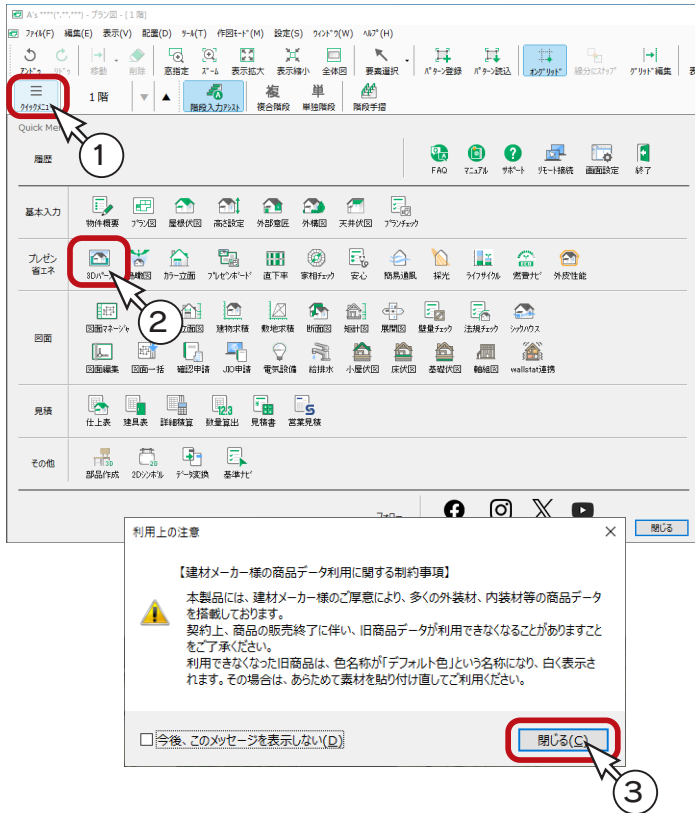 A's ****(*.**.***) - プラン図 - [1 階]
ファイル(F) 編集(E) 表示(V) 配置(D) ツール(T) 作図モード(M) 設定(S) ウィンドウ(W) ヘルプ(H)
アンドゥ リドゥ 移動 削除 窓指定 ズーム 表示拡大 表示縮小 全体図 要素選択 パターン登録 パターン読込 オングリッド 線分にスナップ グリッド編集 表
クイックメニュー 1 階 階段入力アシスト 複 複合階段 単 単独階段 階段手摺
Quick Men
1
履歴 FAQ マニュアル サポート リモート接続 画面設定 終了
基本入力 物件概要 プラン図 屋根伏図 高さ設定 外部意匠 外構図 天井伏図 プランチェック
プレゼン
省エネ 3Dパース 鳥瞰図 カラー立面 プレゼンボード 直下率 家相チェック 安心 簡易通風 採光 ライフサイクル 燃費ナビ 外皮性能
2
図面 図面マネージャ 立面図 建物求積 敷地求積 断面図 矩計図 展開図 壁量チェック 法規チェック シックハウス
図面編集 図面一括 確認申請 JIO申請 電気設備 給排水 小屋伏図 床伏図 基礎伏図 軸組図 wallstat連携
見積 仕上表 建具表 詳細積算 数量算出 見積書 営業見積
その他 部品作成 2Dシンボル データ変換 基準ナビ
フォロー 閉じる
利用上の注意
【建材メーカー様の商品データ利用に関する制約事項】
本製品には、建材メーカー様のご厚意により、多くの外装材、内装材等の商品データ
を搭載しております。
契約上、商品の販売終了に伴い、旧商品データが利用できなくなることがありますこと
をご了承ください。
利用できなくなった旧商品は、色名称が「デフォルト色」という名称になり、白く表示さ
れます。その場合は、あらためて素材を貼り付け直してご利用ください。
今後、このメッセージを表示しない(D) 閉じる(C)
3